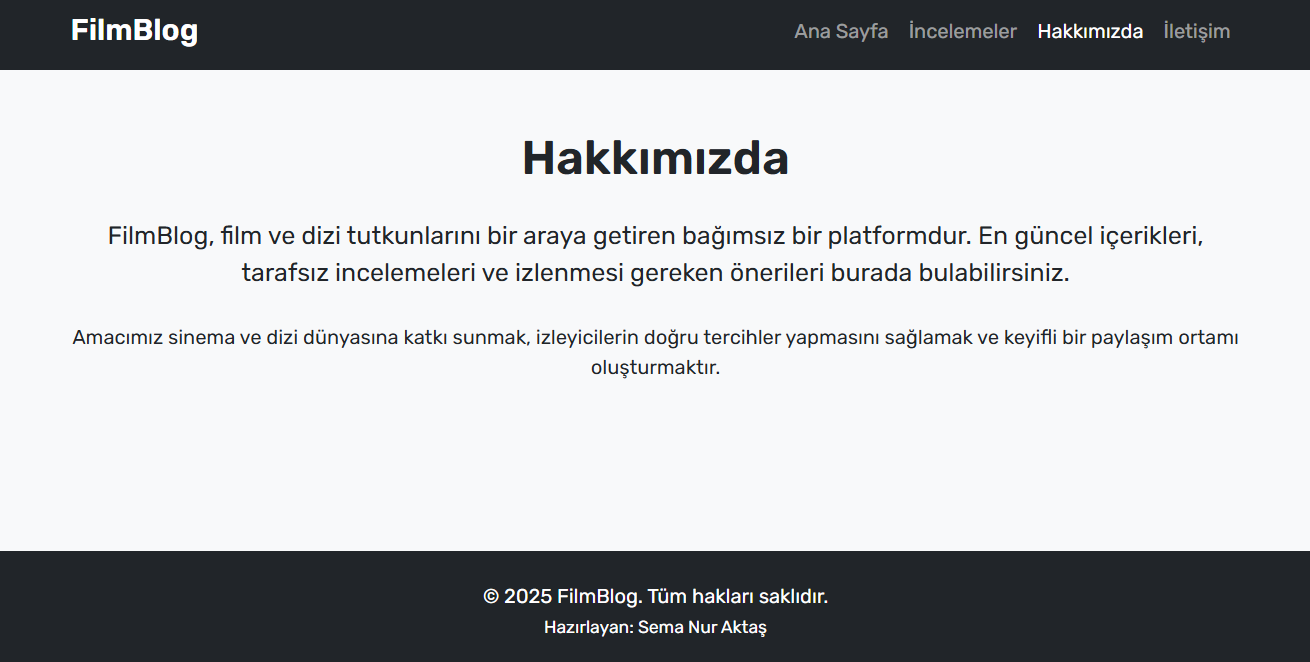 FilmBlog
Ana Sayfa İncelemeler Hakkımızda İletişim
Hakkımızda
FilmBlog, film ve dizi tutkunlarını bir araya getiren bağımsız bir platformdur. En güncel içerikleri,
tarafsız incelemeleri ve izlenmesi gereken önerileri burada bulabilirsiniz.
Amacımız sinema ve dizi dünyasına katkı sunmak, izleyicilerin doğru tercihler yapmasını sağlamak ve keyifli bir paylaşım ortamı
oluşturmaktır.
© 2025 FilmBlog. Tüm hakları saklıdır.
Hazırlayan: Sema Nur Aktaş